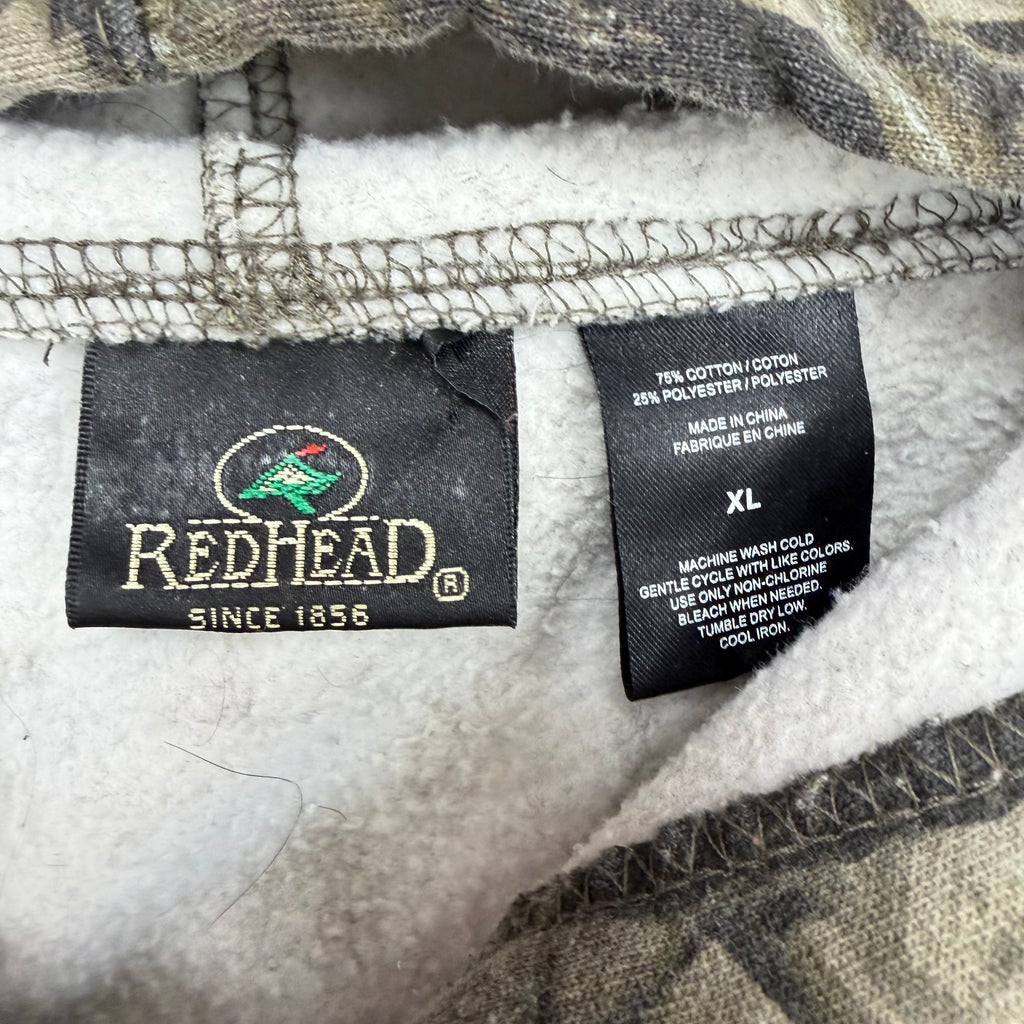 REDHEAD®
SINCE 1856
75% COTTON / COTON
25% POLYESTER / POLYESTER
MADE IN CHINA
FABRIQUE EN CHINE
XL
MACHINE WASH COLD
GENTLE CYCLE WITH LIKE COLORS.
USE ONLY NON-CHLORINE
BLEACH WHEN NEEDED.
TUMBLE DRY LOW.
COOL IRON.